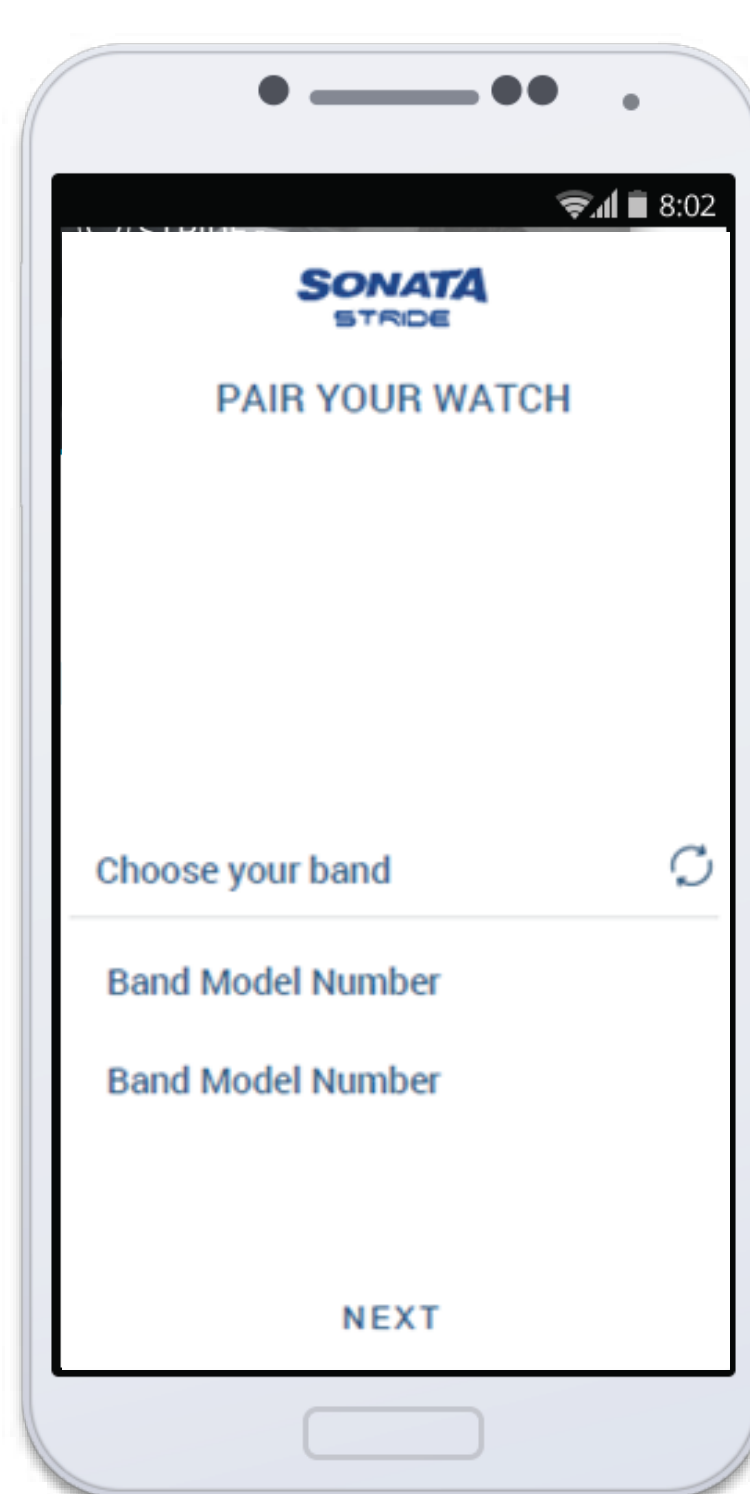 8:02
SONATA
STRIDE
PAIR YOUR WATCH
Choose your band
Band Model Number
Band Model Number
NEXT